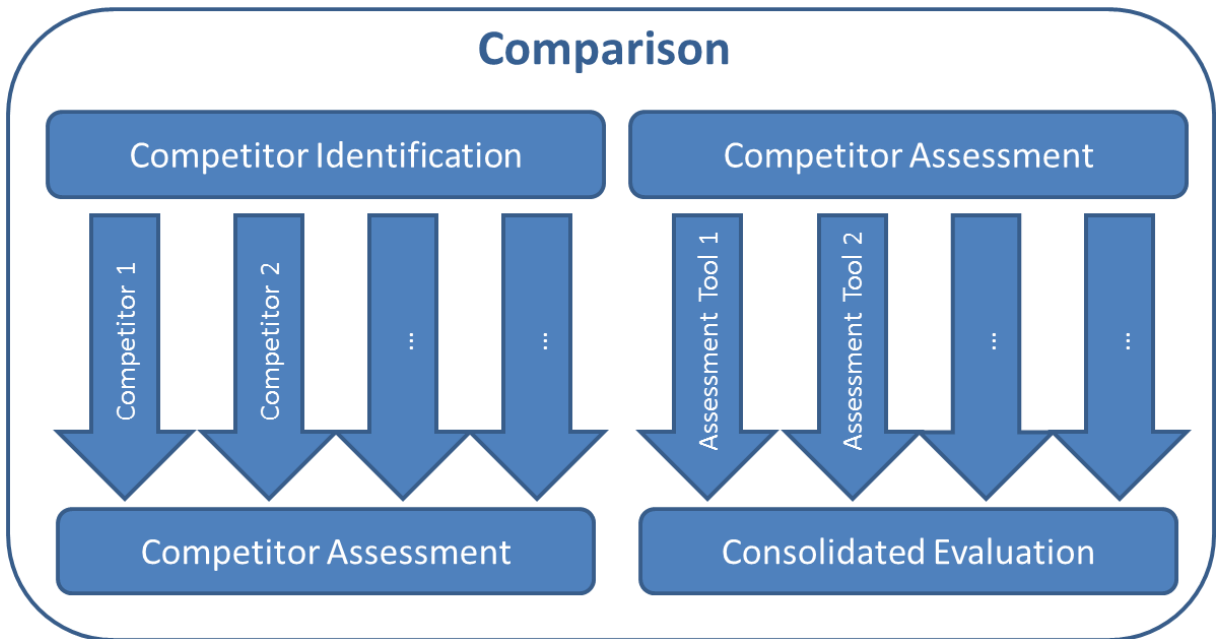 Comparison
Competitor Identification
Competitor Assessment
Competitor 1
Competitor 2
...
...
Assessment Tool 1
Assessment Tool 2
...
...
Competitor Assessment
Consolidated Evaluation